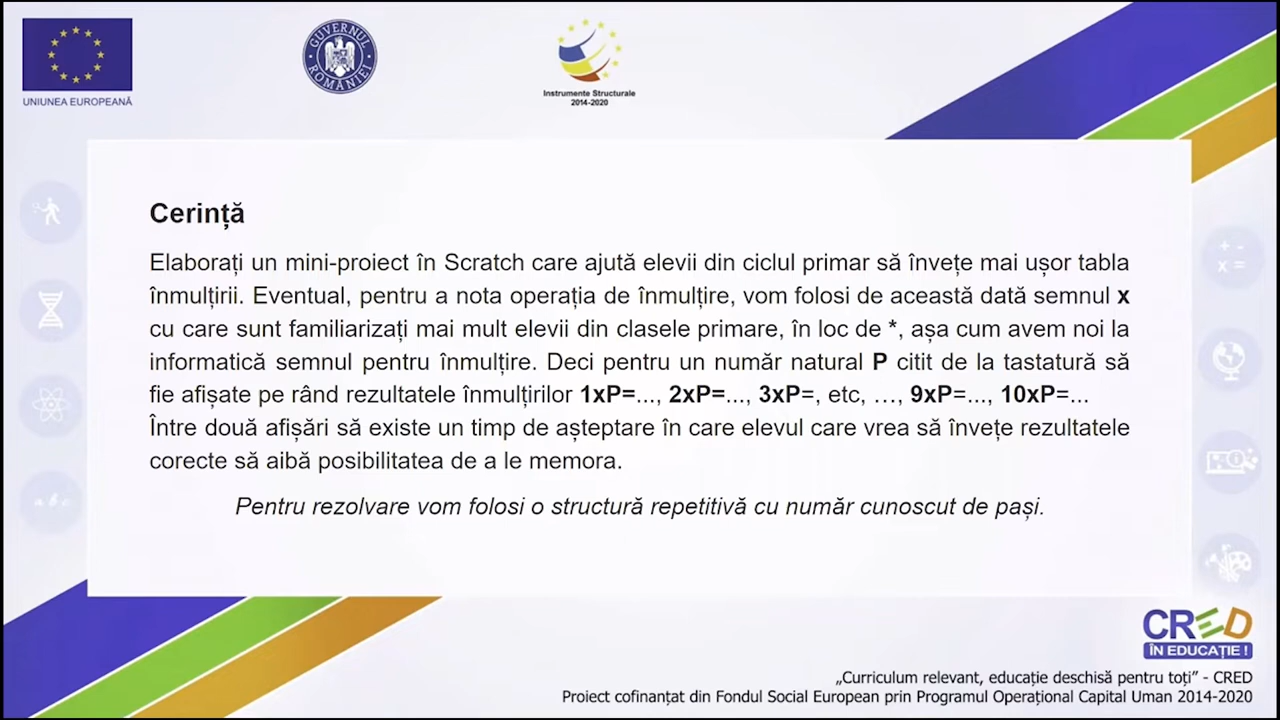 UNIUNEA EUROPEANĂ
GUVERNUL ROMÂNIEI
Instrumente Structurale
2014-2020
Cerință
Elaborați un mini-proiect în Scratch care ajută elevii din ciclul primar să învețe mai ușor tabla
înmulțirii. Eventual, pentru a nota operația de înmulțire, vom folosi de această dată semnul x
cu care sunt familiarizați mai mult elevii din clasele primare, în loc de *, așa cum avem noi la
informatică semnul pentru înmulțire. Deci pentru un număr natural P citit de la tastatură să
fie afișate pe rând rezultatele înmulțirilor 1xP=..., 2xP=..., 3xP=, etc, …, 9xP=..., 10xP=...
Între două afișări să existe un timp de așteptare în care elevul care vrea să învețe rezultatele
corecte să aibă posibilitatea de a le memora.
Pentru rezolvare vom folosi o structură repetitivă cu număr cunoscut de pași.
+ -
x =
abc
CRED
ÎN EDUCAȚIE !
„Curriculum relevant, educație deschisă pentru toți” - CRED
Proiect cofinanțat din Fondul Social European prin Programul Operațional Capital Uman 2014-2020